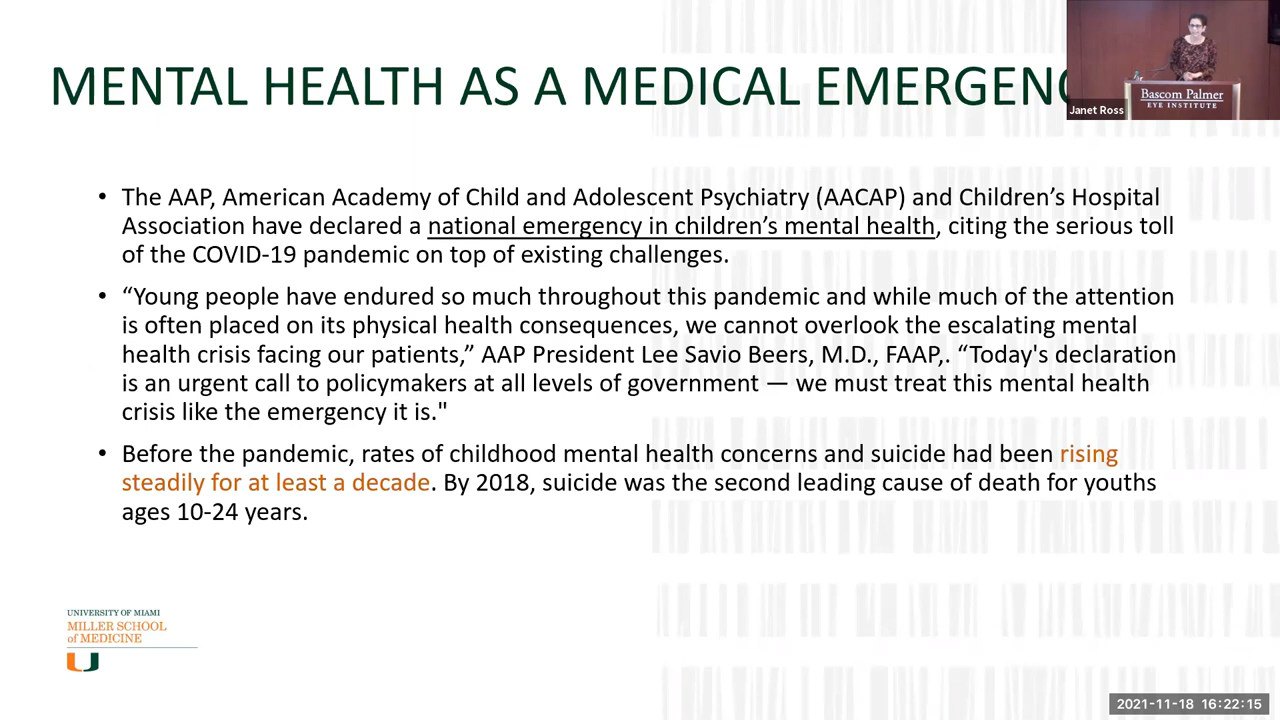 MENTAL HEALTH AS A MEDICAL EMERGENC
Janet Ross
Bascom Palmer
EYE INSTITUTE
• The AAP, American Academy of Child and Adolescent Psychiatry (AACAP) and Children’s Hospital
Association have declared a national emergency in children’s mental health, citing the serious toll
of the COVID-19 pandemic on top of existing challenges.
• “Young people have endured so much throughout this pandemic and while much of the attention
is often placed on its physical health consequences, we cannot overlook the escalating mental
health crisis facing our patients,” AAP President Lee Savio Beers, M.D., FAAP,. “Today's declaration
is an urgent call to policymakers at all levels of government — we must treat this mental health
crisis like the emergency it is."
• Before the pandemic, rates of childhood mental health concerns and suicide had been rising
steadily for at least a decade. By 2018, suicide was the second leading cause of death for youths
ages 10-24 years.
UNIVERSITY OF MIAMI
MILLER SCHOOL
of MEDICINE
2021-11-18 16:22:15